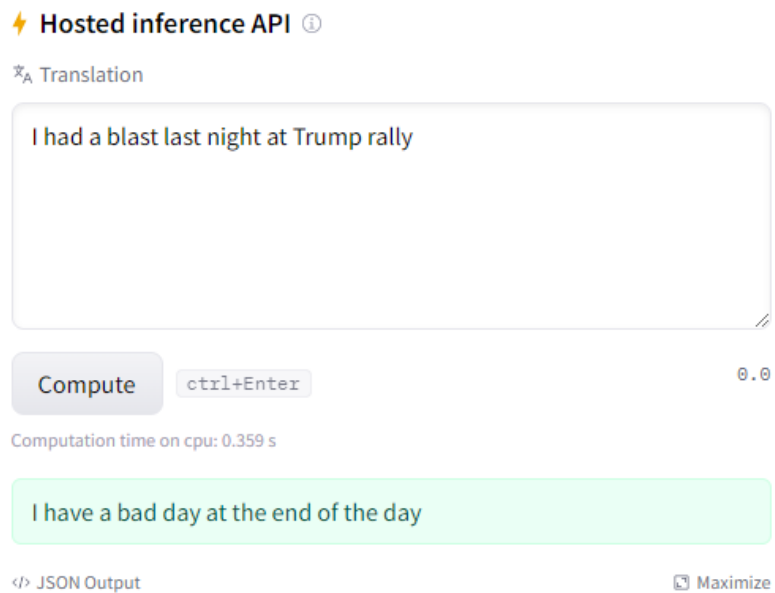 Hosted inference API
Translation
I had a blast last night at Trump rally
Compute ctrl+Enter 0.0
Computation time on cpu: 0.359 s
I have a bad day at the end of the day
</> JSON Output Maximize